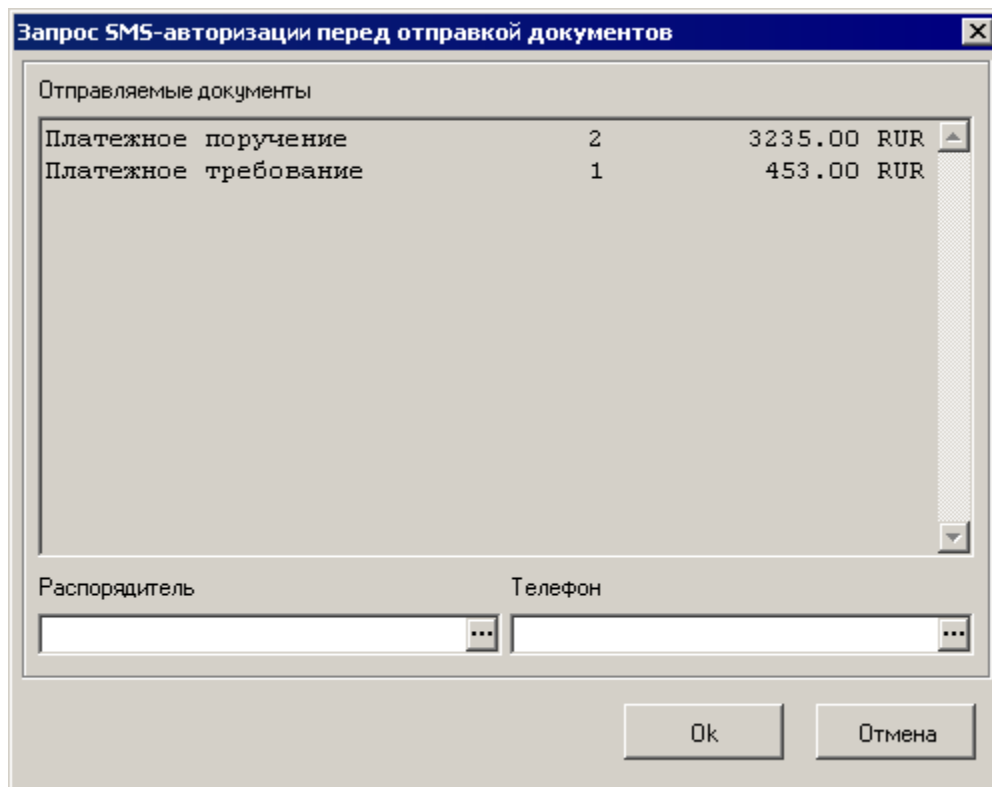 Запрос SMS-авторизации перед отправкой документов
Отправляемые документы
Платежное поручение 2 3235.00 RUR
Платежное требование 1 453.00 RUR
Распорядитель Телефон
... ...
Ok Отмена